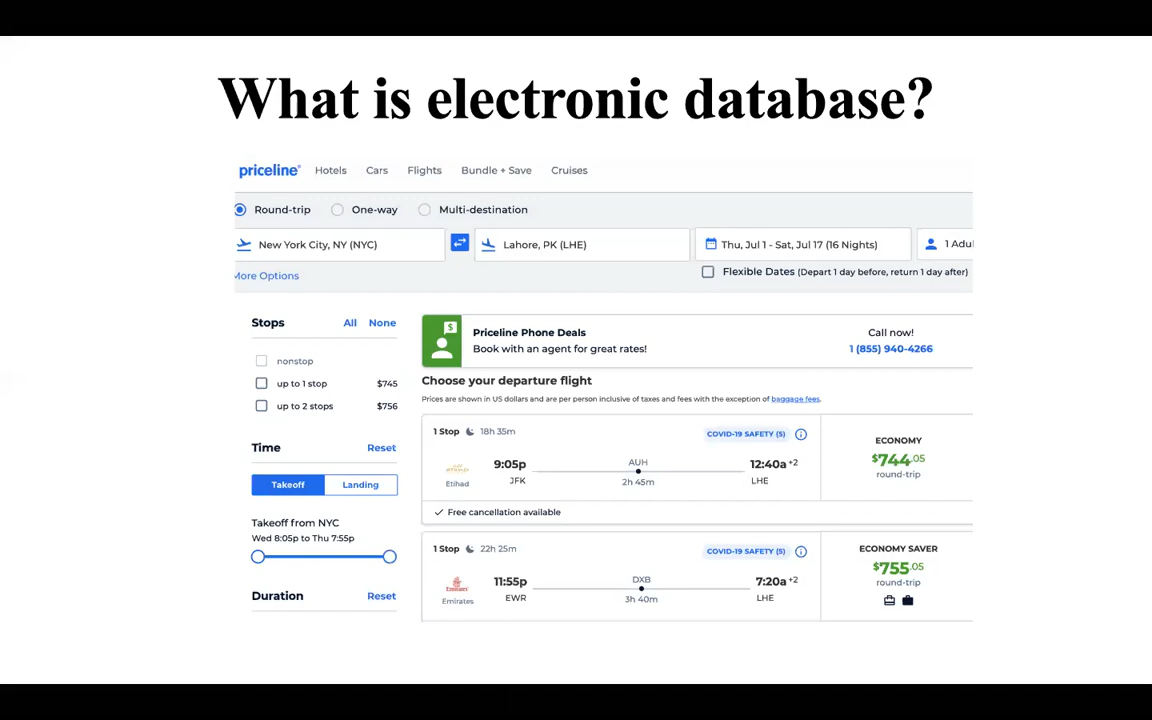 What is electronic database?
priceline® Hotels Cars Flights Bundle + Save Cruises
Round-trip One-way Multi-destination
New York City, NY (NYC) Lahore, PK (LHE) Thu, Jul 1 - Sat, Jul 17 (16 Nights) 1 Adul
More Options Flexible Dates (Depart 1 day before, return 1 day after)
Stops All None
nonstop
up to 1 stop $745
up to 2 stops $756
Time Reset
Takeoff Landing
Takeoff from NYC
Wed 8:05p to Thu 7:55p
Duration Reset
Priceline Phone Deals Call now!
Book with an agent for great rates! 1 (855) 940-4266
Choose your departure flight
Prices are shown in US dollars and are per person inclusive of taxes and fees with the exception of baggage fees.
1 Stop 18h 35m COVID-19 SAFETY (5)
ECONOMY
9:05p AUH 12:40a +2 $744.05
JFK 2h 45m LHE round-trip
Etihad
Free cancellation available
1 Stop 22h 25m COVID-19 SAFETY (5) ECONOMY SAVER
11:55p DXB 7:20a +2 $755.05
EWR 3h 40m LHE round-trip
Emirates